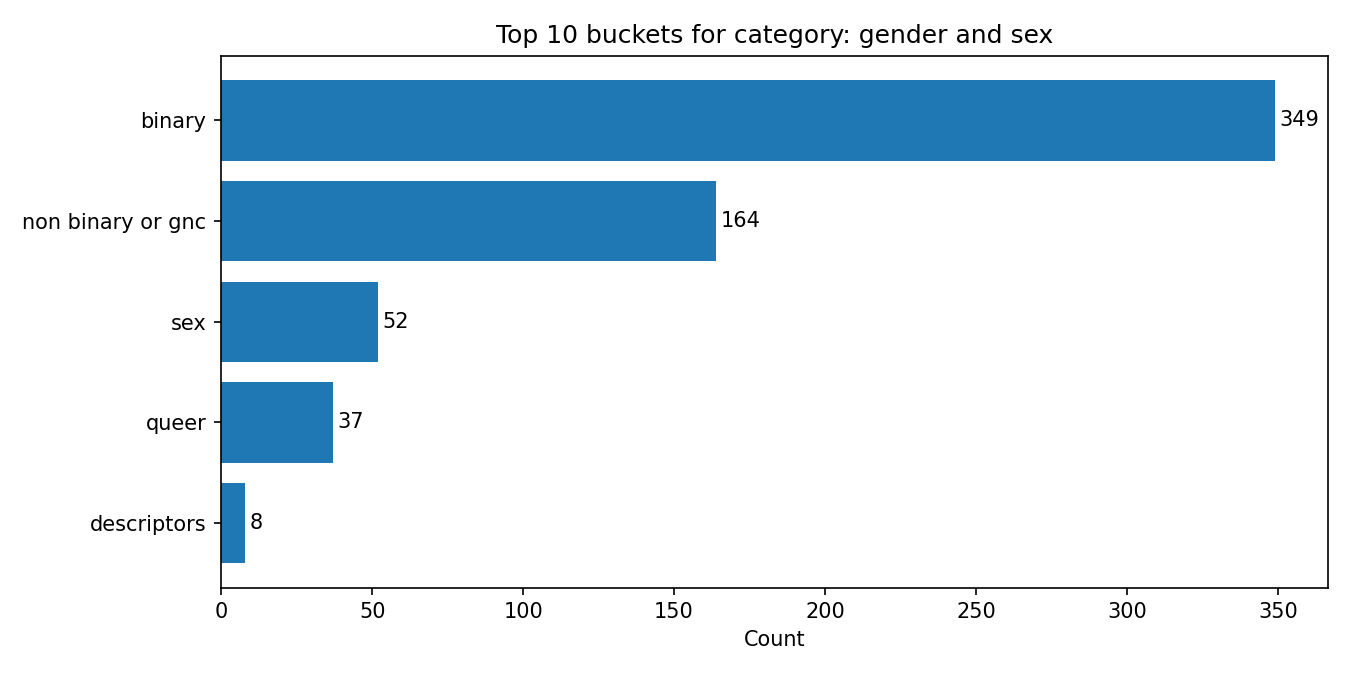 Top 10 buckets for category: gender and sex
binary
349
non binary or gnc
164
sex
52
queer
37
descriptors
8
0 50 100 150 200 250 300 350
Count